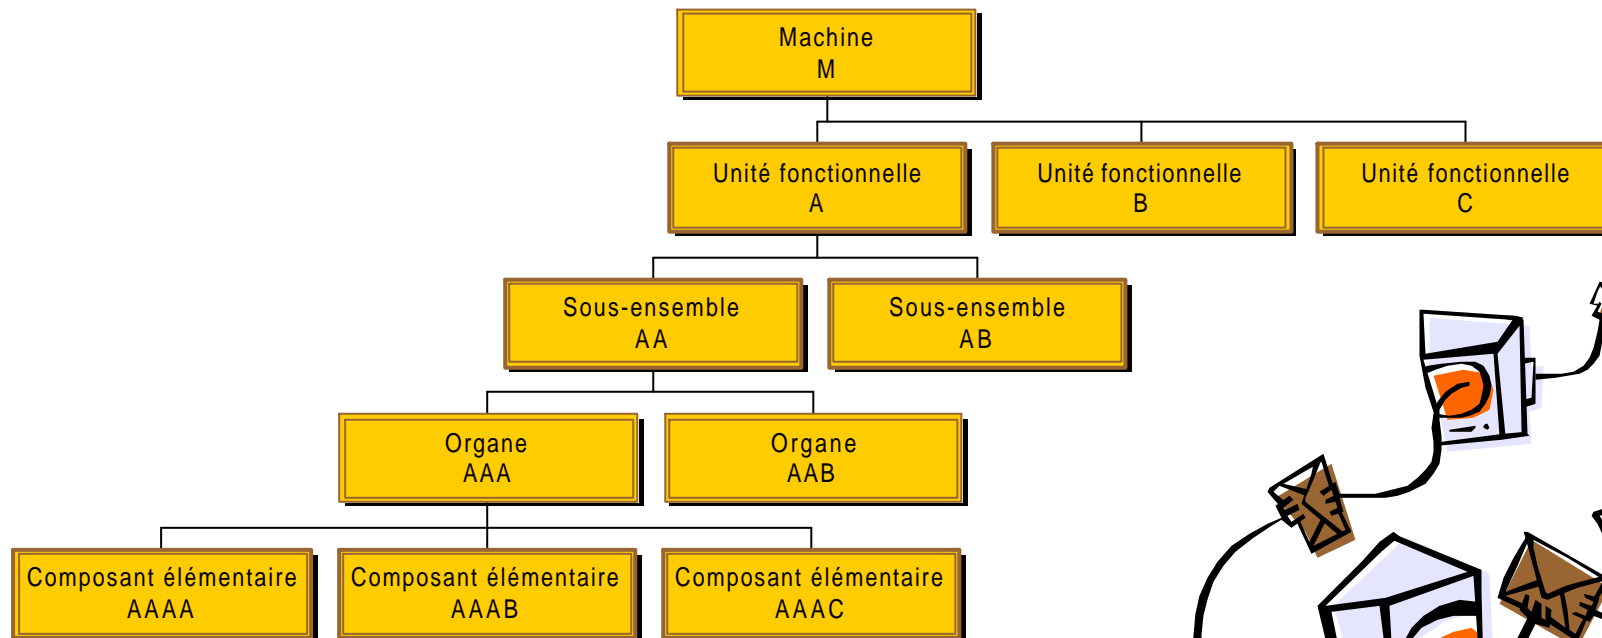 Machine
M
Unité fonctionnelle
A
Unité fonctionnelle
B
Unité fonctionnelle
C
Sous-ensemble
AA
Sous-ensemble
AB
Organe
AAA
Organe
AAB
Composant élémentaire
AAAA
Composant élémentaire
AAAB
Composant élémentaire
AAAC